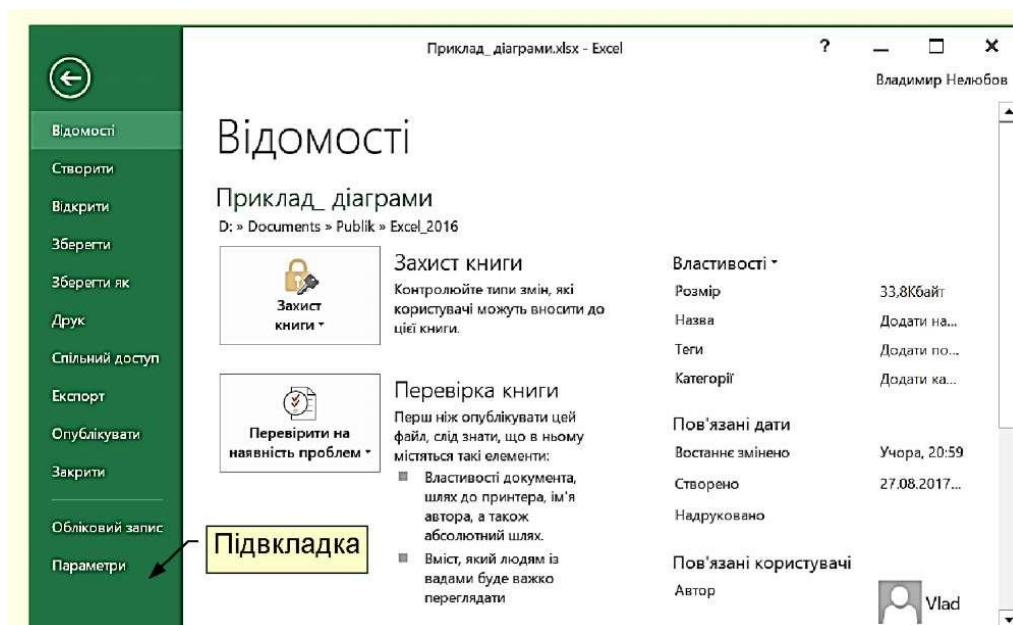 Приклад_ діаграми.xlsx - Excel
?
Владимир Нелюбов
Відомості
Створити
Відкрити
Зберегти
Зберегти як
Друк
Спільний доступ
Експорт
Опублікувати
Закрити
Обліковий запис
Параметри
Підвкладка
Відомості
Приклад_ діаграми
D: » Documents » Publik » Excel_2016
Захист
книги
Захист книги
Контролюйте типи змін, які
користувачі можуть вносити до
цієї книги.
Перевірити на
наявність проблем
Перевірка книги
Перш ніж опублікувати цей
файл, слід знати, що в ньому
містяться такі елементи:
Властивості документа,
шлях до принтера, ім'я
автора, а також
абсолютний шлях.
Вміст, який людям із
вадами буде важко
переглядати
Властивості
Розмір 33,8Кбайт
Назва Додати на...
Теги Додати по...
Категорії Додати ка...
Пов'язані дати
Востаннє змінено Учора, 20:59
Створено 27.08.2017...
Надруковано
Пов'язані користувачі
Автор
Vlad